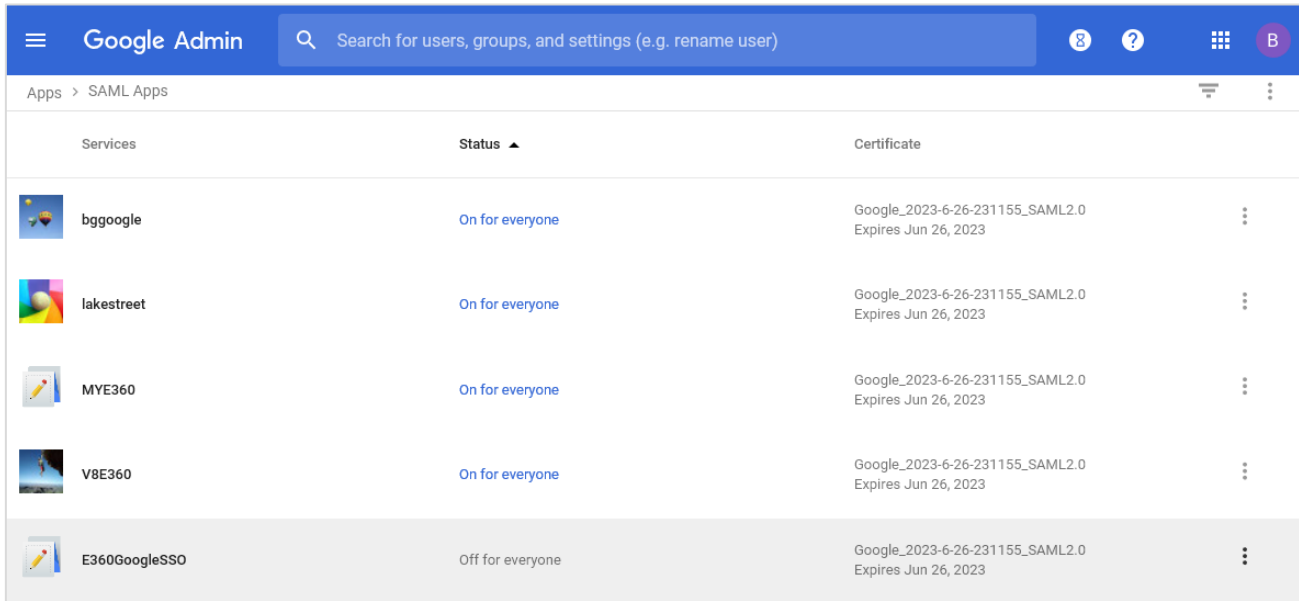 Google Admin
Search for users, groups, and settings (e.g. rename user)
8
?
B
Apps > SAML Apps
Services
Status
Certificate
bggoogle
On for everyone
Google_2023-6-26-231155_SAML2.0
Expires Jun 26, 2023
lakestreet
On for everyone
Google_2023-6-26-231155_SAML2.0
Expires Jun 26, 2023
MYE360
On for everyone
Google_2023-6-26-231155_SAML2.0
Expires Jun 26, 2023
V8E360
On for everyone
Google_2023-6-26-231155_SAML2.0
Expires Jun 26, 2023
E360GoogleSSO
Off for everyone
Google_2023-6-26-231155_SAML2.0
Expires Jun 26, 2023